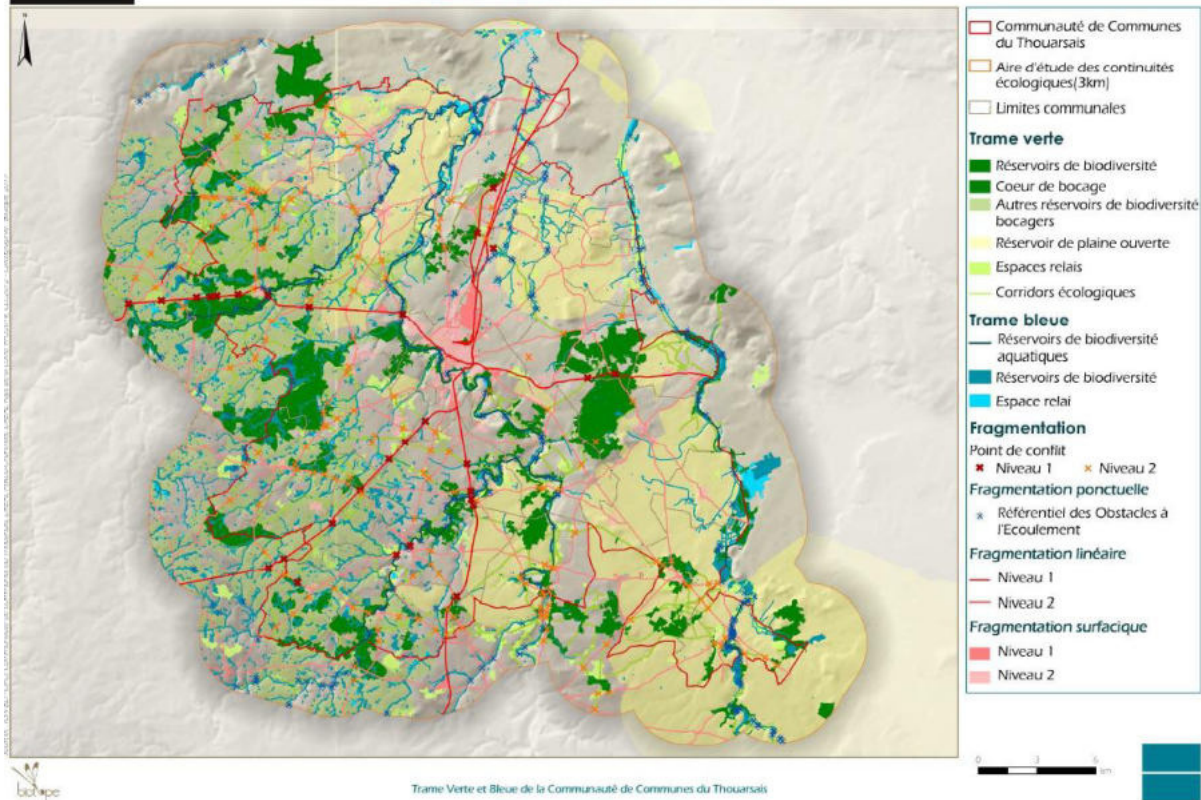 N
Communauté de Communes
du Thouarsais
Aire d'étude des continuités
écologiques(3km)
Limites communales
Trame verte
Réservoirs de biodiversité
Coeur de bocage
Autres réservoirs de biodiversité
bocagers
Réservoir de plaine ouverte
Espaces relais
Corridors écologiques
Trame bleue
Réservoirs de biodiversité
aquatiques
Réservoirs de biodiversité
Espace relai
Fragmentation
Point de conflit
Niveau 1 Niveau 2
Fragmentation ponctuelle
Référentiel des Obstacles à
l'Ecoulement
Fragmentation linéaire
Niveau 1
Niveau 2
Fragmentation surfacique
Niveau 1
Niveau 2
0 3 6
km
biotope
Trame Verte et Bleue de la Communauté de Communes du Thouarsais